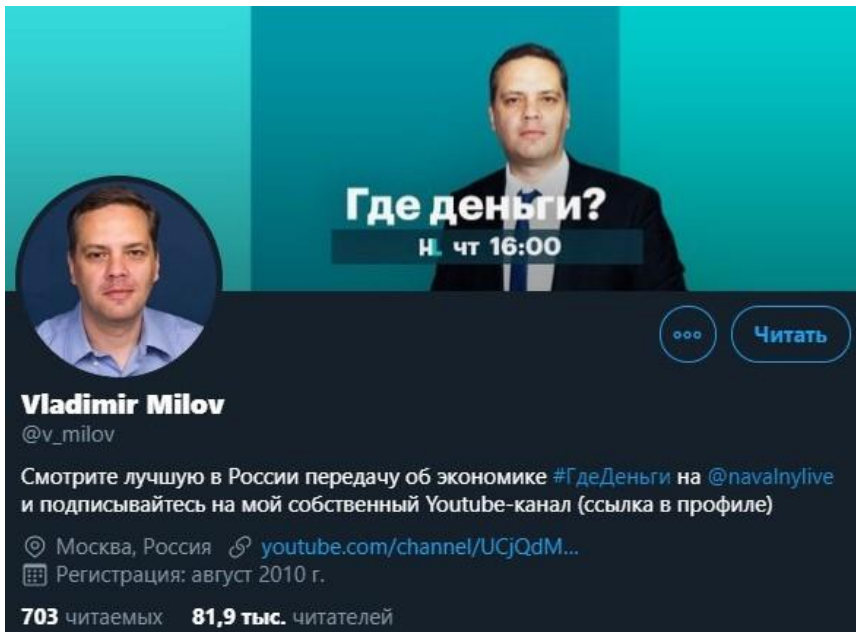 Где деньги?
НL чт 16:00
Читать
Vladimir Milov
@v_milov
Смотрите лучшую в России передачу об экономике #ГдеДеньги на @navalnylive
и подписывайтесь на мой собственный Youtube-канал (ссылка в профиле)
Москва, Россия youtube.com/channel/UCjQdM...
Регистрация: август 2010 г.
703 читаемых 81,9 тыс. читателей